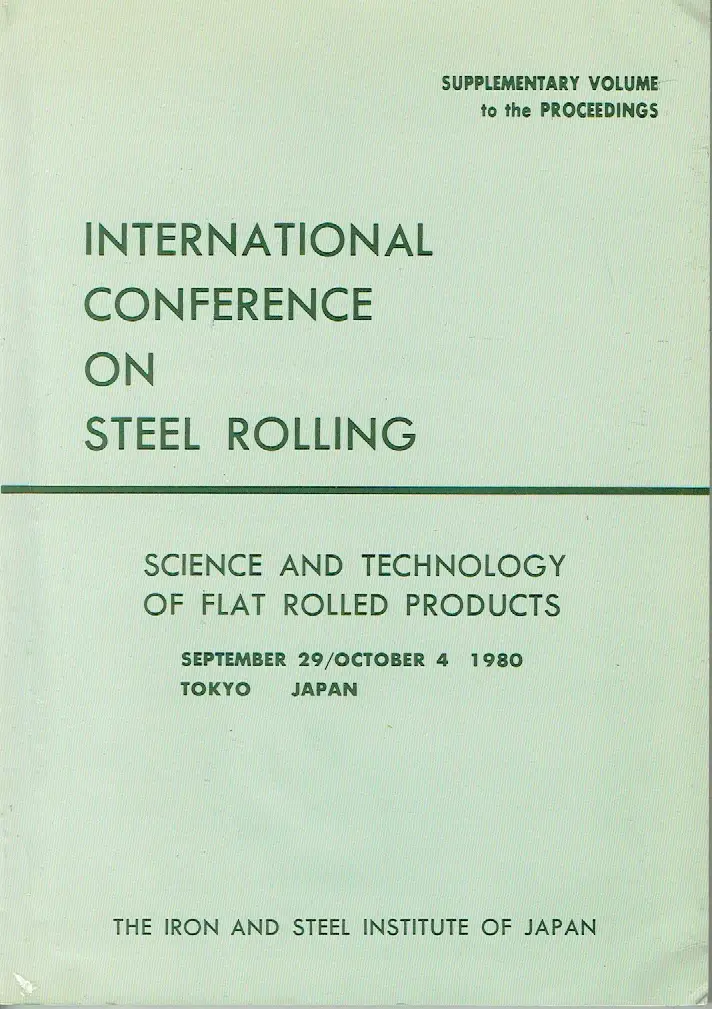 SUPPLEMENTARY VOLUME
to the PROCEEDINGS
INTERNATIONAL
CONFERENCE
ON
STEEL ROLLING
SCIENCE AND TECHNOLOGY
OF FLAT ROLLED PRODUCTS
SEPTEMBER 29/OCTOBER 4 1980
TOKYO JAPAN
THE IRON AND STEEL INSTITUTE OF JAPAN